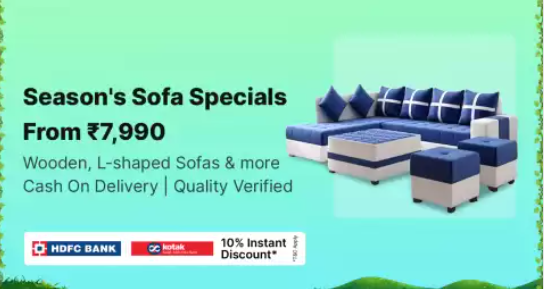 Season's Sofa Specials
From ₹7,990
Wooden, L-shaped Sofas & more
Cash On Delivery | Quality Verified
HDFC BANK
kotak
10% Instant
Discount*
*T&C Apply